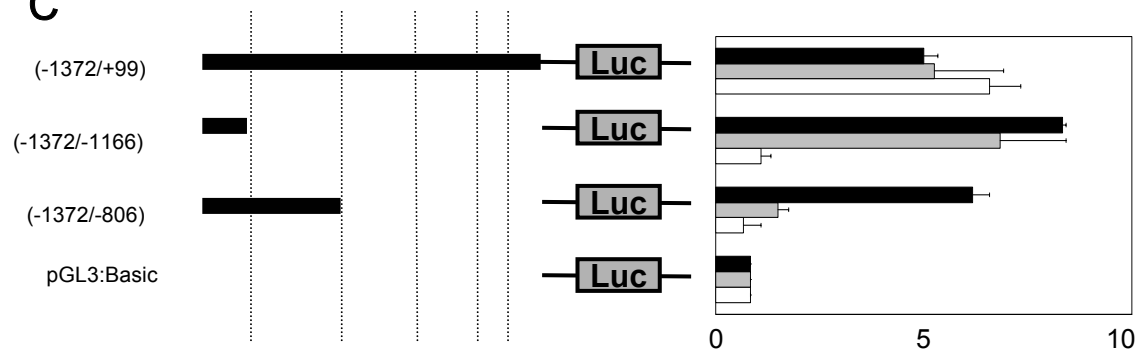 C
(-1372/+99) Luc
(-1372/-1166) Luc
(-1372/-806) Luc
pGL3:Basic Luc
0 5 10